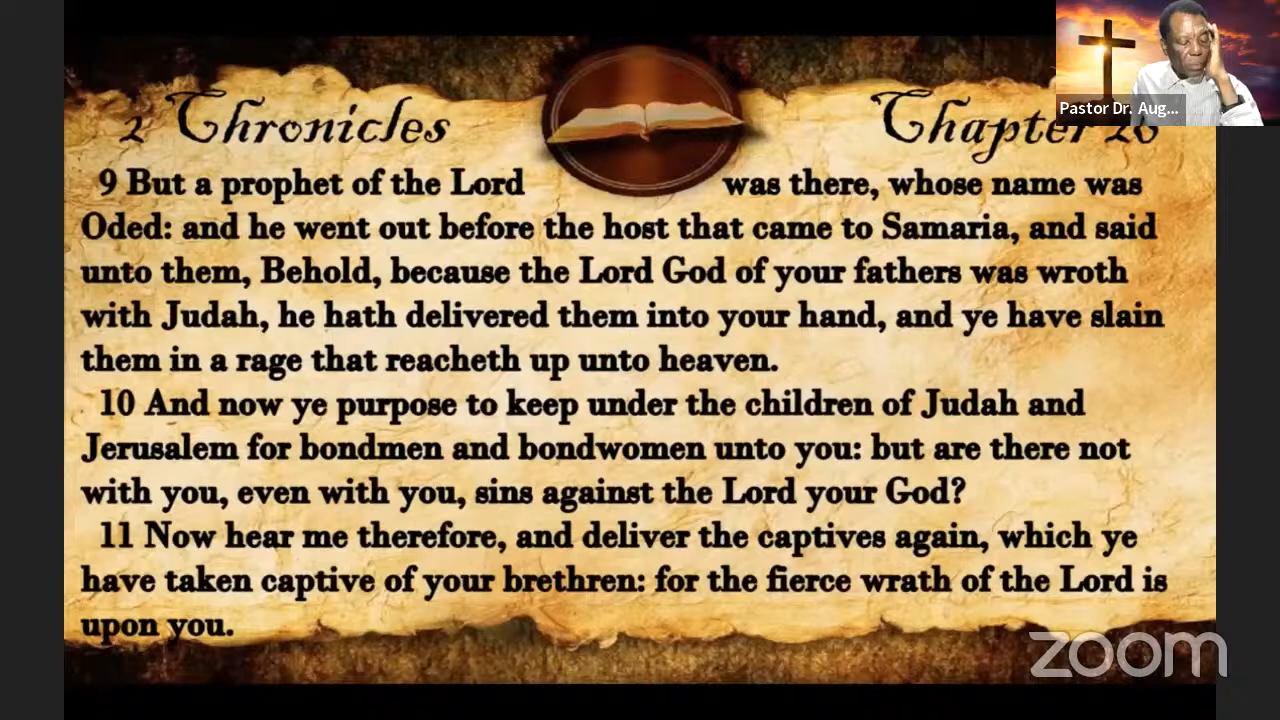 Pastor Dr. Aug...
2 Chronicles Chapter
9 But a prophet of the Lord was there, whose name was
Oded: and he went out before the host that came to Samaria, and said
unto them, Behold, because the Lord God of your fathers was wroth
with Judah, he hath delivered them into your hand, and ye have slain
them in a rage that reacheth up unto heaven.
10 And now ye purpose to keep under the children of Judah and
Jerusalem for bondmen and bondwomen unto you: but are there not
with you, even with you, sins against the Lord your God?
11 Now hear me therefore, and deliver the captives again, which ye
have taken captive of your brethren: for the fierce wrath of the Lord is
upon you.
zoom